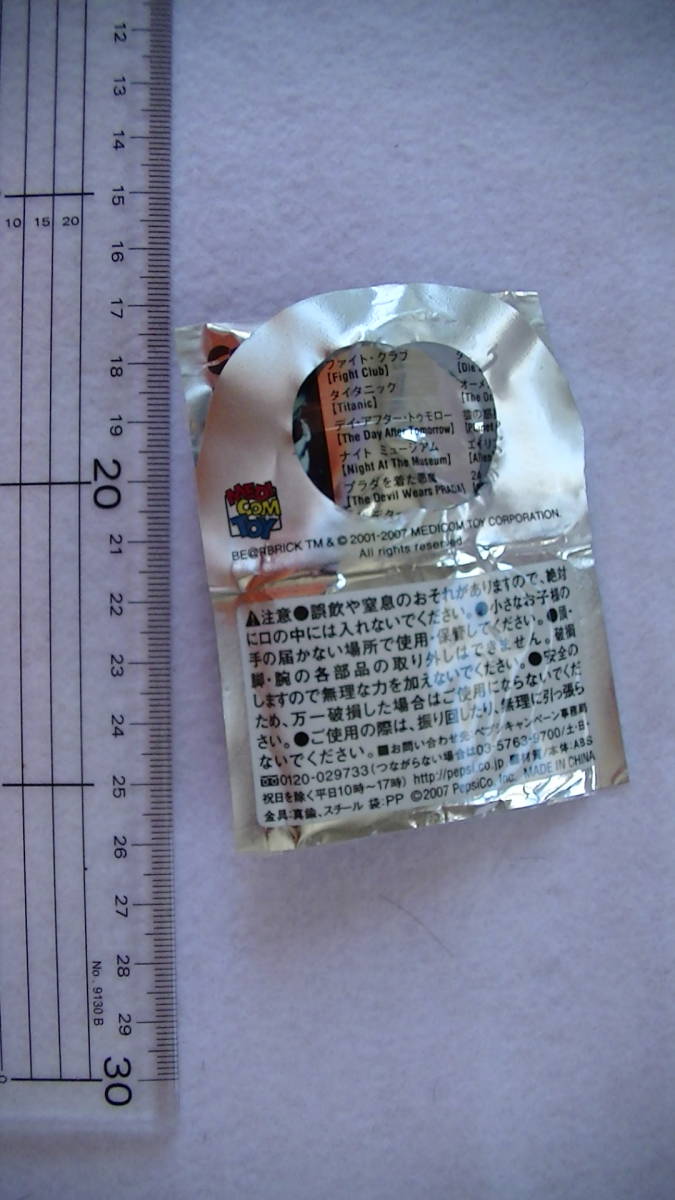 12
13
14
15
10 15 20
16
17
18
19
20
21
22
23
24
25
26
27
28
No. 9130 B
29
30
ファイト・クラブ
[Fight Club]
タイタニック
[Titanic]
デイ・アフター・トゥモロー
[The Day After Tomorrow]
ナイト ミュージアム
[Night At The Museum]
プラダを着た悪魔
[The Devil Wears PRADA]
[Die
オーメ
エイリ
MEDI
COM
TOY
BE@RBRICK TM & © 2001-2007 MEDICOM TOY CORPORATION.
All rights reserved
⚠注意●誤飲や窒息のおそれがありますので、絶対
に口の中には入れないでください。●小さなお子様の
手の届かない場所で使用・保管してください。●頭・
脚・腕の各部品の取り外しはできません。破損
しますので無理な力を加えないでください。●安全の
ため、万一破損した場合はご使用にならないでくだ
さい。●ご使用の際は、振り回したり、無理に引っ張ら
ないでください。■お問い合わせ先:ペプシキャンペーン事務局
0120-029733(つながらない場合は03-5763-9700/土・日・
祝日を除く平日10時〜17時) http://pepsi.co.jp ■材質/本体:ABS
金具:真鍮、スチール 袋:PP ©2007 PepsiCo, Inc. MADE IN CHINA